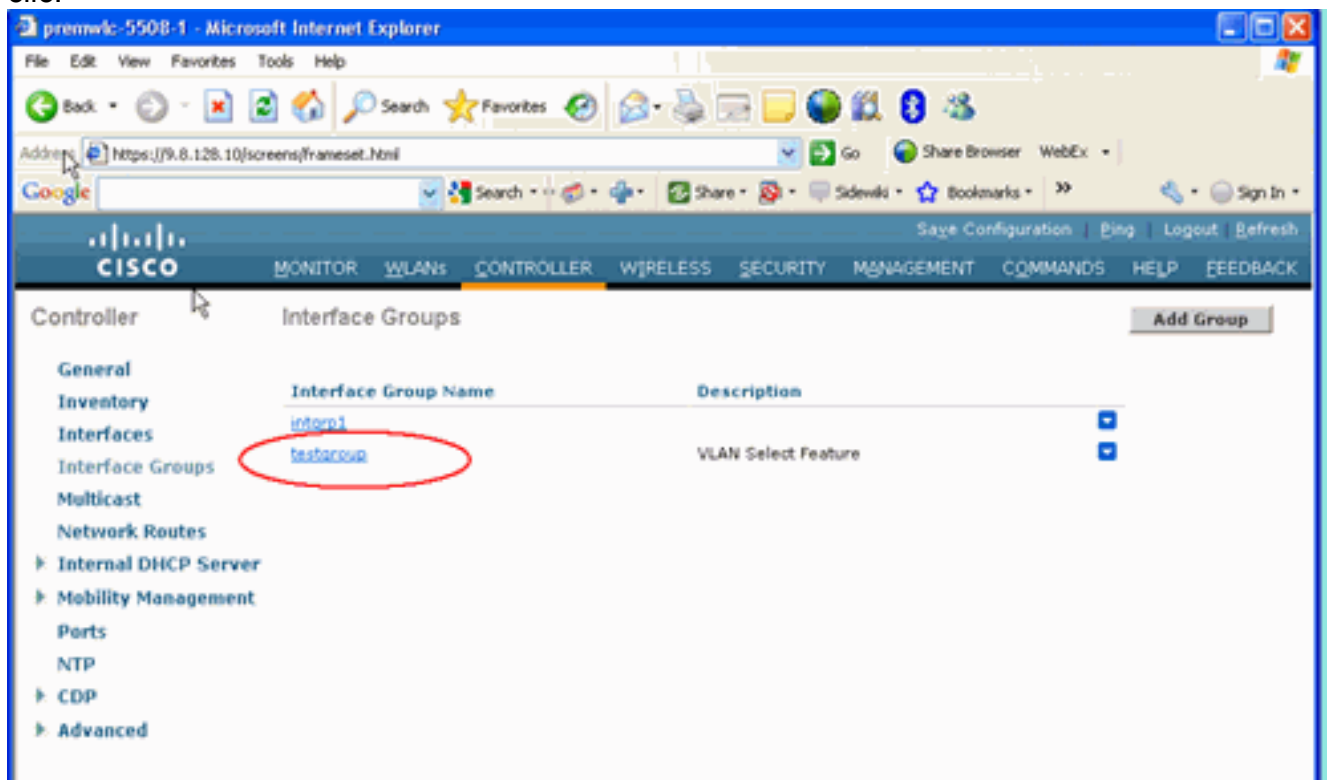 premwlc-5508-1 - Microsoft Internet Explorer
File Edit View Favorites Tools Help
Back Search Favorites
Address https://9.8.128.10/screens/frameset.html Go Share Browser WebEx
Google Search Share Sidewiki Bookmarks Sign In
Save Configuration | Ping | Logout | Refresh
CISCO MONITOR WLANs CONTROLLER WIRELESS SECURITY MANAGEMENT COMMANDS HELP FEEDBACK
Controller Interface Groups Add Group
General
Interface Group Name Description
Inventory
intgrp1
Interfaces
testgroup VLAN Select Feature
Interface Groups
Multicast
Network Routes
Internal DHCP Server
Mobility Management
Ports
NTP
CDP
Advanced